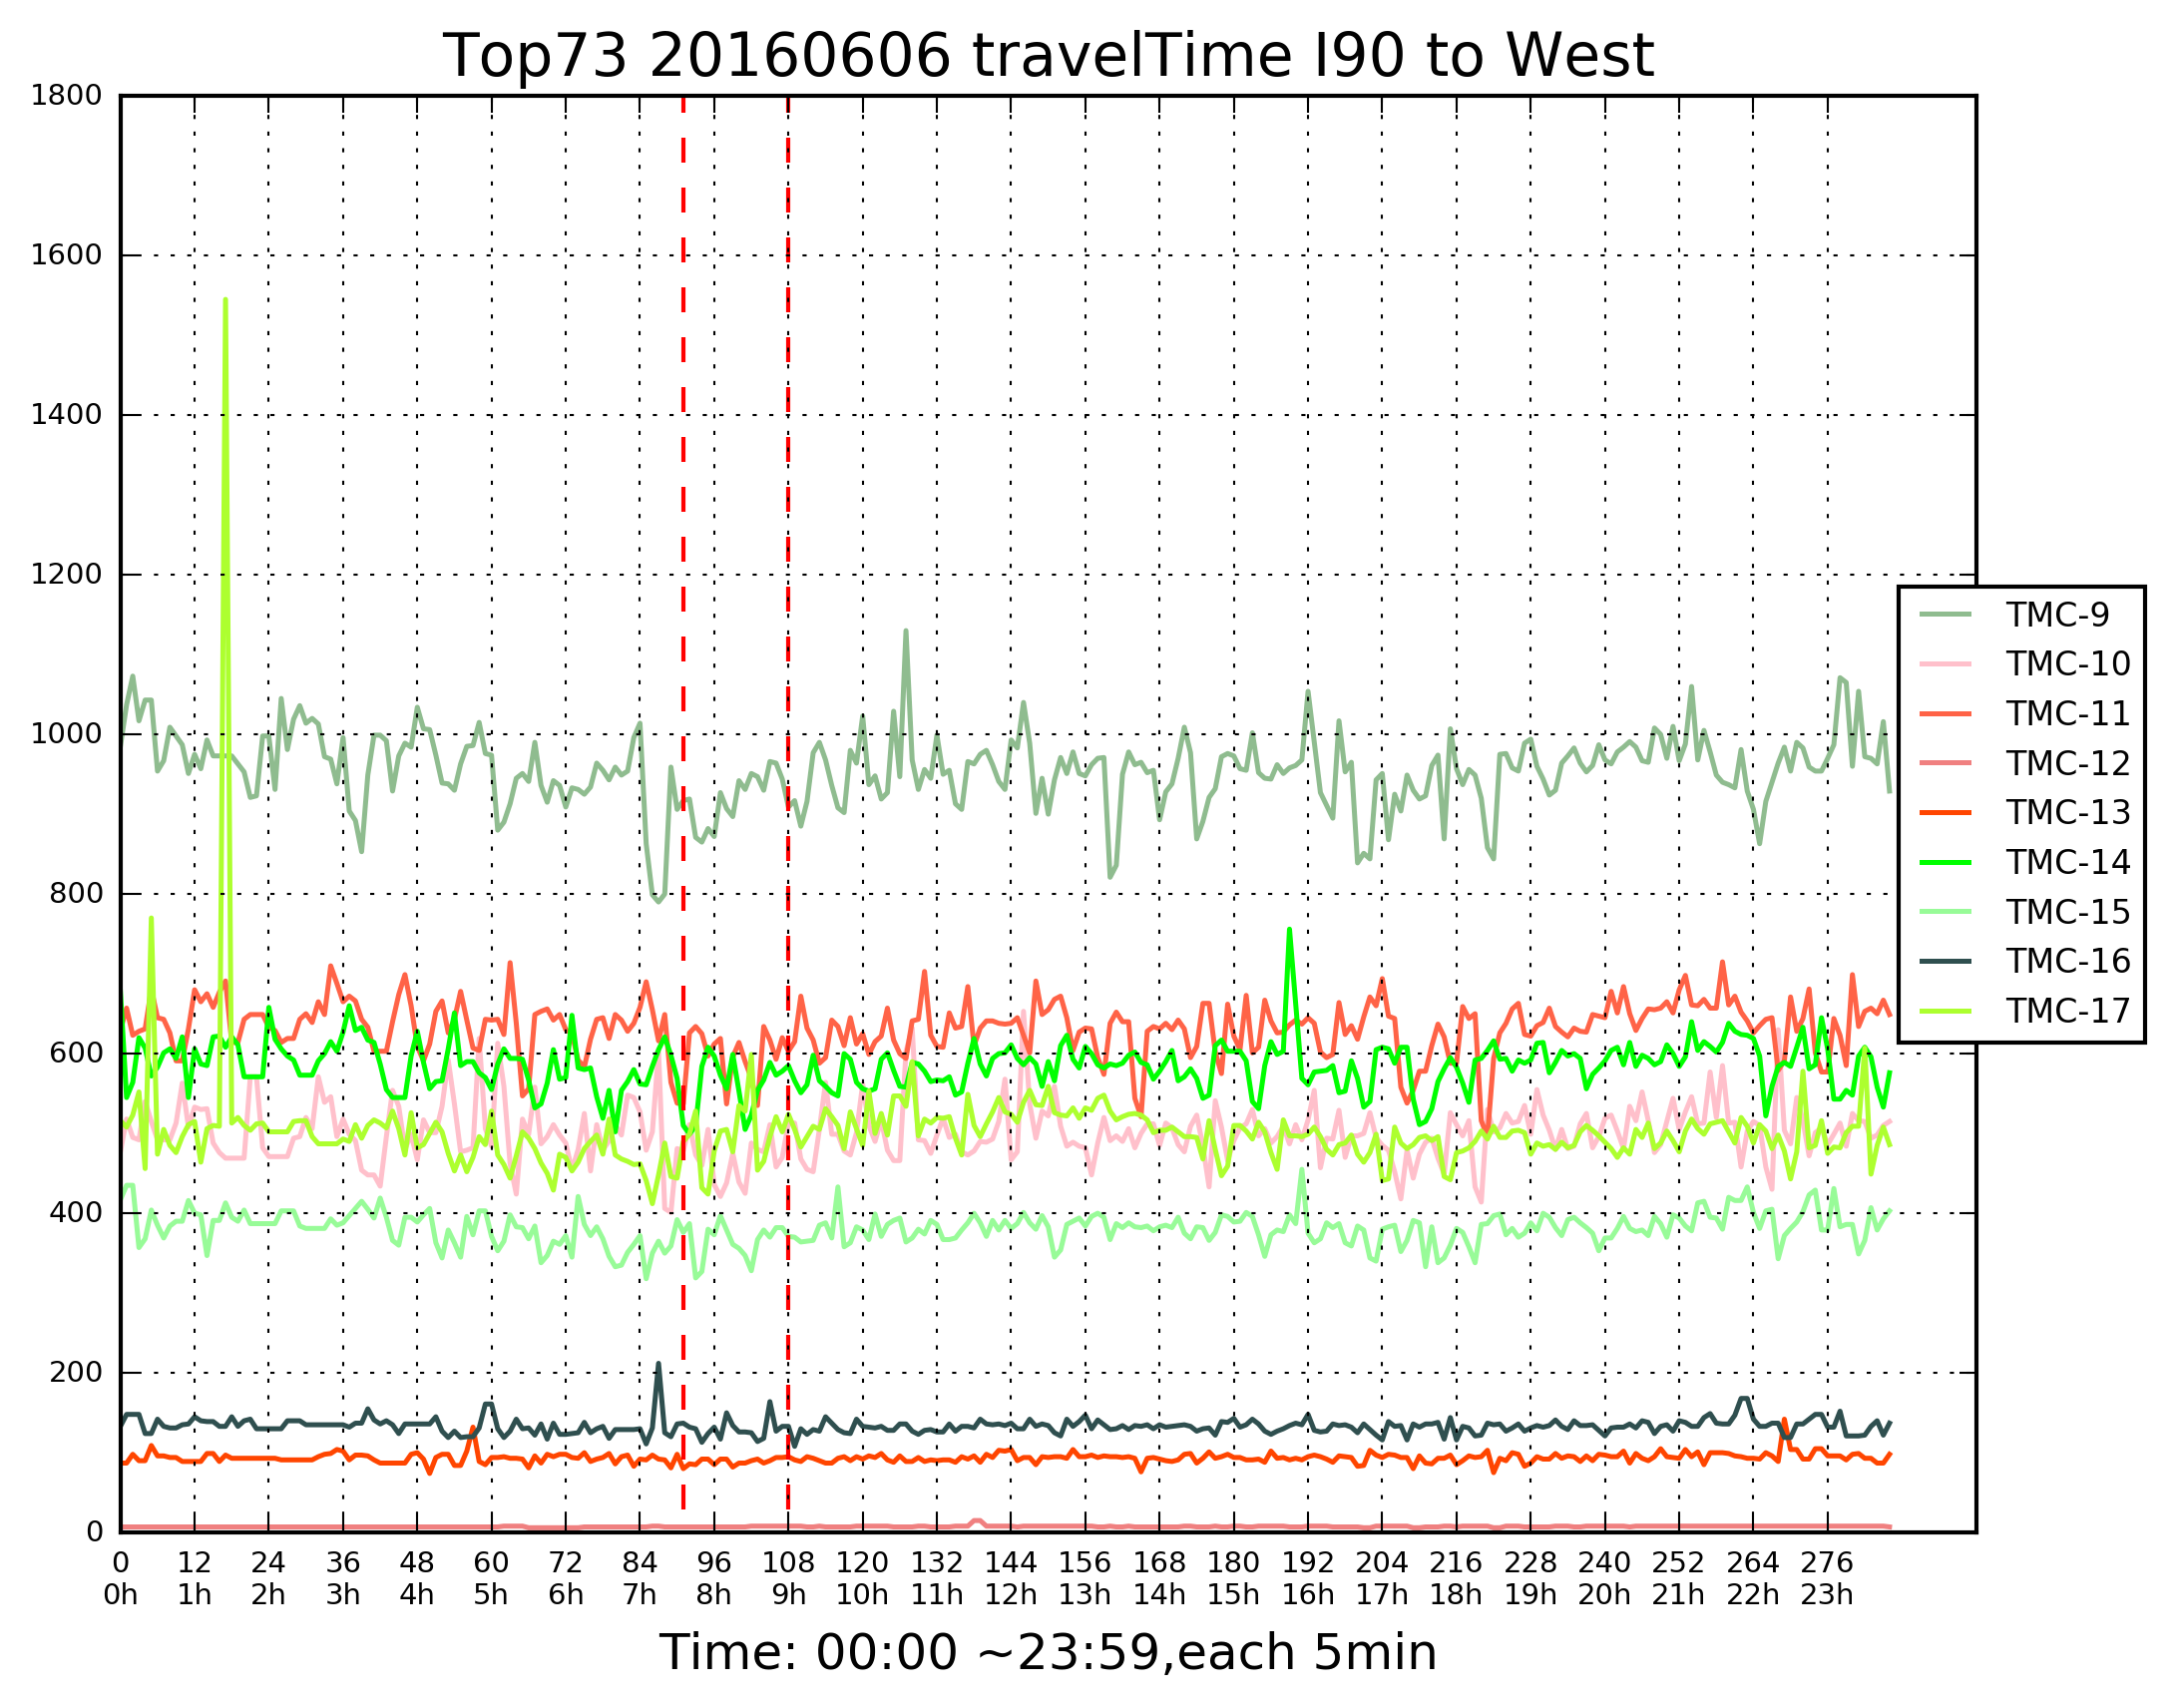 Top73 20160606 travelTime I90 to West
1800
1600
1400
1200
1000
800
600
400
200
0
TMC-9
TMC-10
TMC-11
TMC-12
TMC-13
TMC-14
TMC-15
TMC-16
TMC-17
0 12 24 36 48 60 72 84 96 108 120 132 144 156 168 180 192 204 216 228 240 252 264 276
0h 1h 2h 3h 4h 5h 6h 7h 8h 9h 10h 11h 12h 13h 14h 15h 16h 17h 18h 19h 20h 21h 22h 23h
Time: 00:00 ~23:59,each 5min